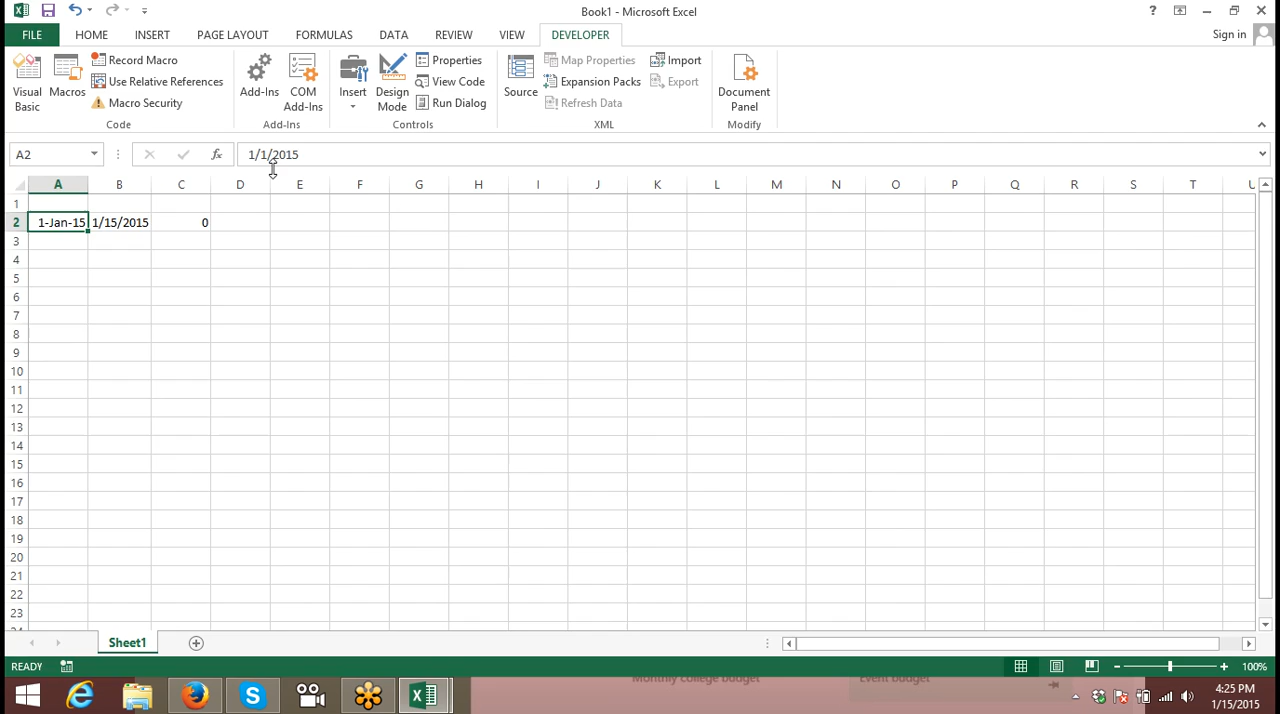 Book1 - Microsoft Excel
?
FILE HOME INSERT PAGE LAYOUT FORMULAS DATA REVIEW VIEW DEVELOPER Sign in
Visual Basic
Macros
Record Macro
Use Relative References
Macro Security
Code
Add-Ins
COM Add-Ins
Add-Ins
Insert
Design Mode
Properties
View Code
Run Dialog
Controls
Source
Map Properties
Expansion Packs
Refresh Data
Import
Export
XML
Document Panel
Modify
A2 fx 1/1/2015
A B C D E F G H I J K L M N O P Q R S T U
1
2 1-Jan-15 1/15/2015 0
3
4
5
6
7
8
9
10
11
12
13
14
15
16
17
18
19
20
21
22
23
24
Sheet1
READY 100%
Monthly college budget Event budget
4:25 PM
1/15/2015